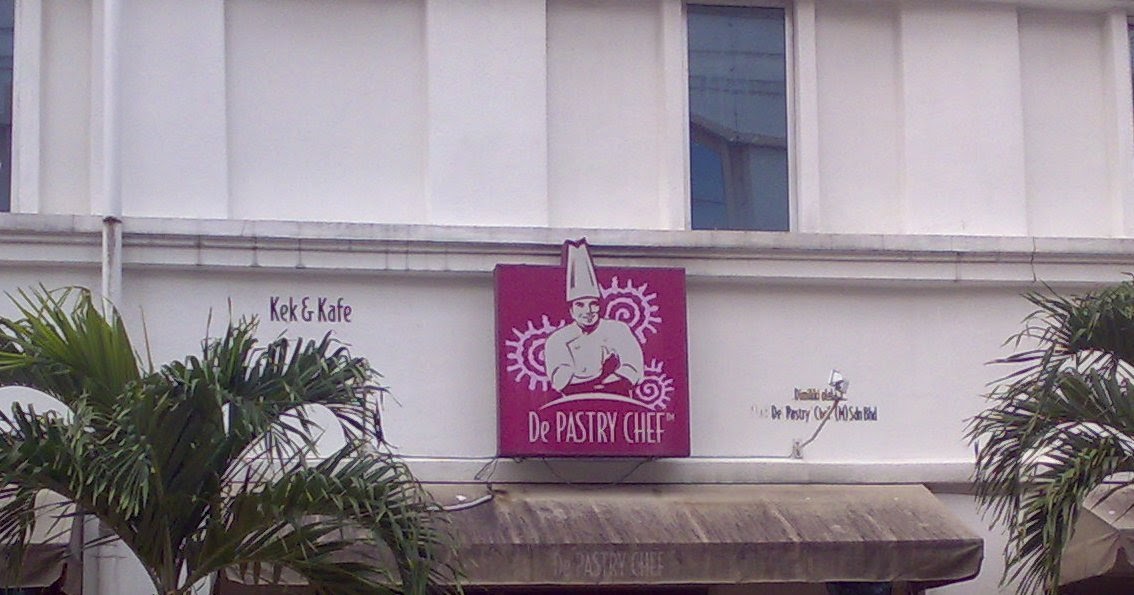 Kek & Kafe
De PASTRY CHEF™
Dimiliki oleh
De Pastry Chef (M) Sdn Bhd
De PASTRY CHEF